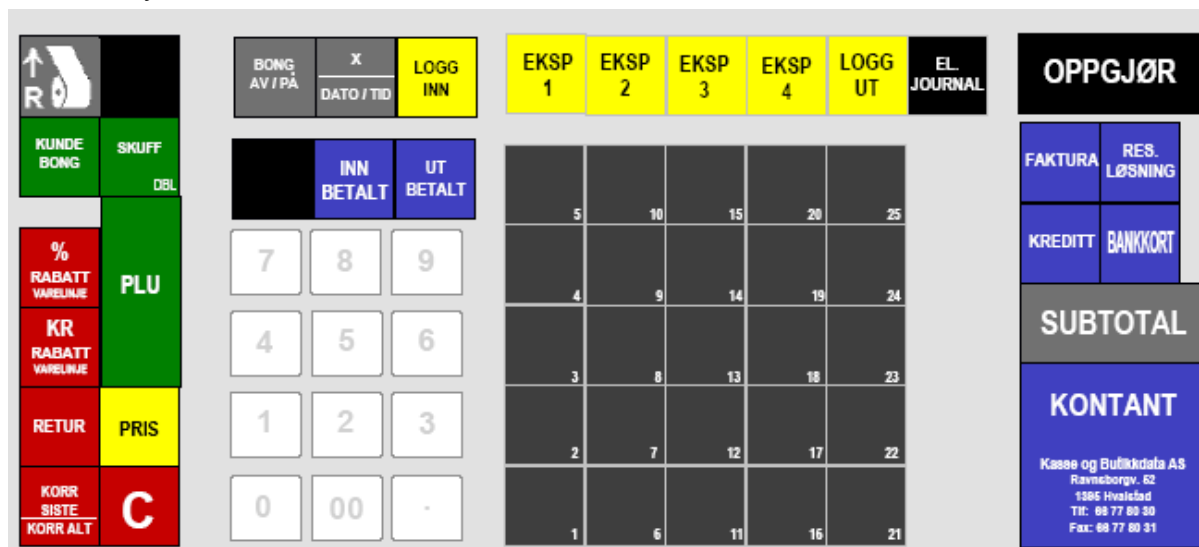 R
KUNDE
BONG
SKUFF
DBL
%
RABATT
VARELINJE
PLU
KR
RABATT
VARELINJE
RETUR
PRIS
KORR
SISTE
KORR ALT
C
BONG
AV / PÅ
X
DATO / TID
LOGG
INN
INN
BETALT
UT
BETALT
7 8 9
4 5 6
1 2 3
0 00 .
EKSP
1
EKSP
2
EKSP
3
EKSP
4
LOGG
UT
EL.
JOURNAL
5 10 15 20 25
4 9 14 19 24
3 8 13 18 23
2 7 12 17 22
1 6 11 16 21
OPPGJØR
FAKTURA
RES.
LØSNING
KREDITT
BANKKORT
SUBTOTAL
KONTANT
Kasse og Butikkdata AS
Ravnsborgv. 52
1395 Hvalstad
Tlf: 66 77 80 30
Fax: 66 77 80 31